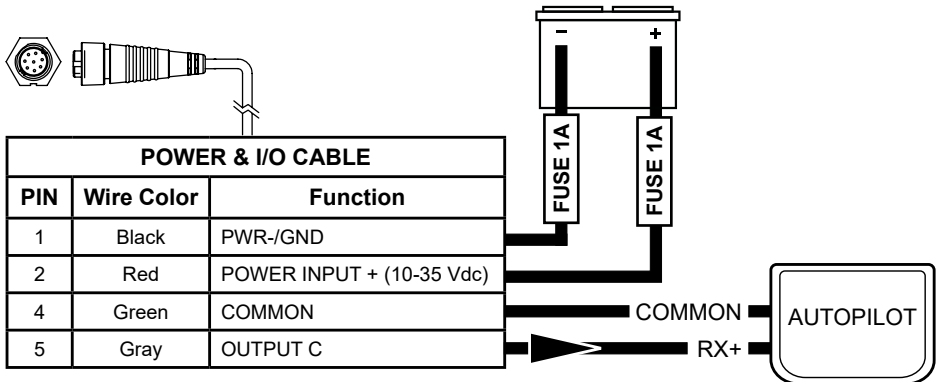 - +
FUSE 1A
FUSE 1A
POWER & I/O CABLE
PIN Wire Color Function
1 Black PWR-/GND
2 Red POWER INPUT + (10-35 Vdc)
4 Green COMMON
5 Gray OUTPUT C
COMMON
RX+
AUTOPILOT